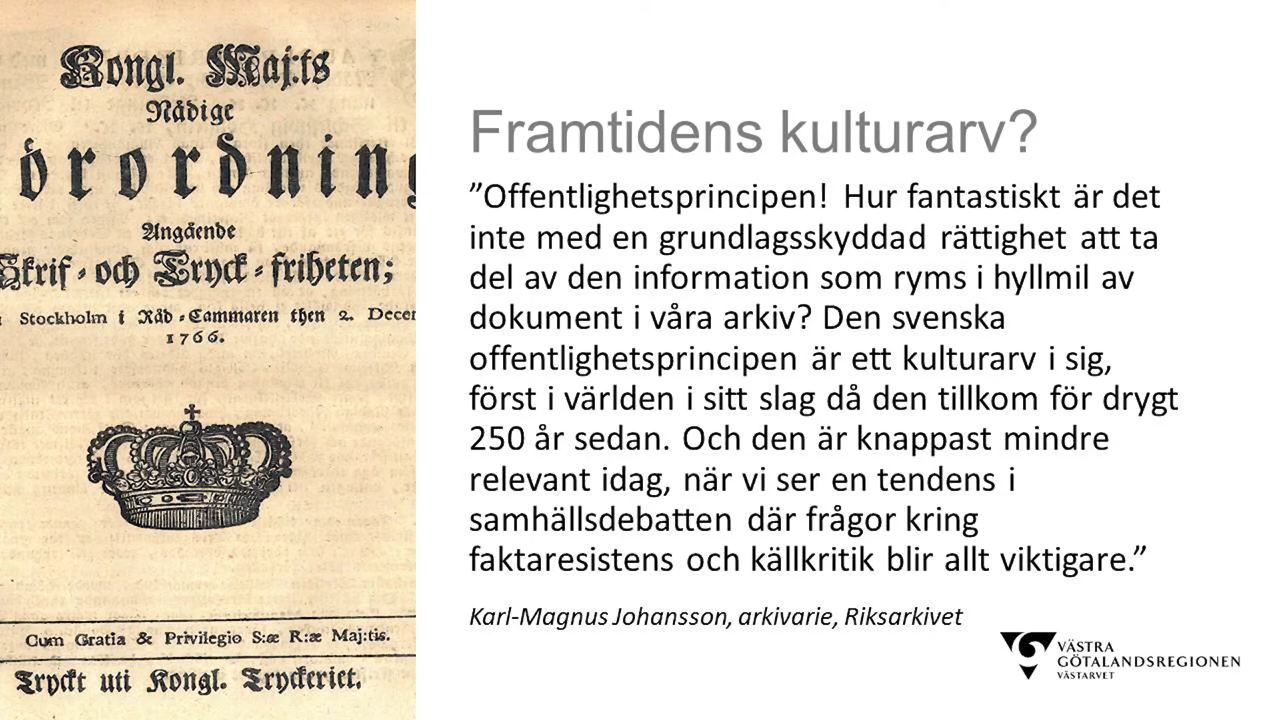 Kongl. Maj:ts
Nådige
örordning
Angående
Skrif-och Tryck-friheten;
Stockholm i Råd-Cammaren then 2. Decem
1766.
Cum Gratia & Privilegio S:æ R:æ Maj:tis.
Tryckt uti Kongl. Tryckeriet.
Framtidens kulturarv?
”Offentlighetsprincipen! Hur fantastiskt är det
inte med en grundlagsskyddad rättighet att ta
del av den information som ryms i hyllmil av
dokument i våra arkiv? Den svenska
offentlighetsprincipen är ett kulturarv i sig,
först i världen i sitt slag då den tillkom för drygt
250 år sedan. Och den är knappast mindre
relevant idag, när vi ser en tendens i
samhällsdebatten där frågor kring
faktaresistens och källkritik blir allt viktigare.”
Karl-Magnus Johansson, arkivarie, Riksarkivet
VÄSTRA
GÖTALANDSREGIONEN
VÄSTARVET